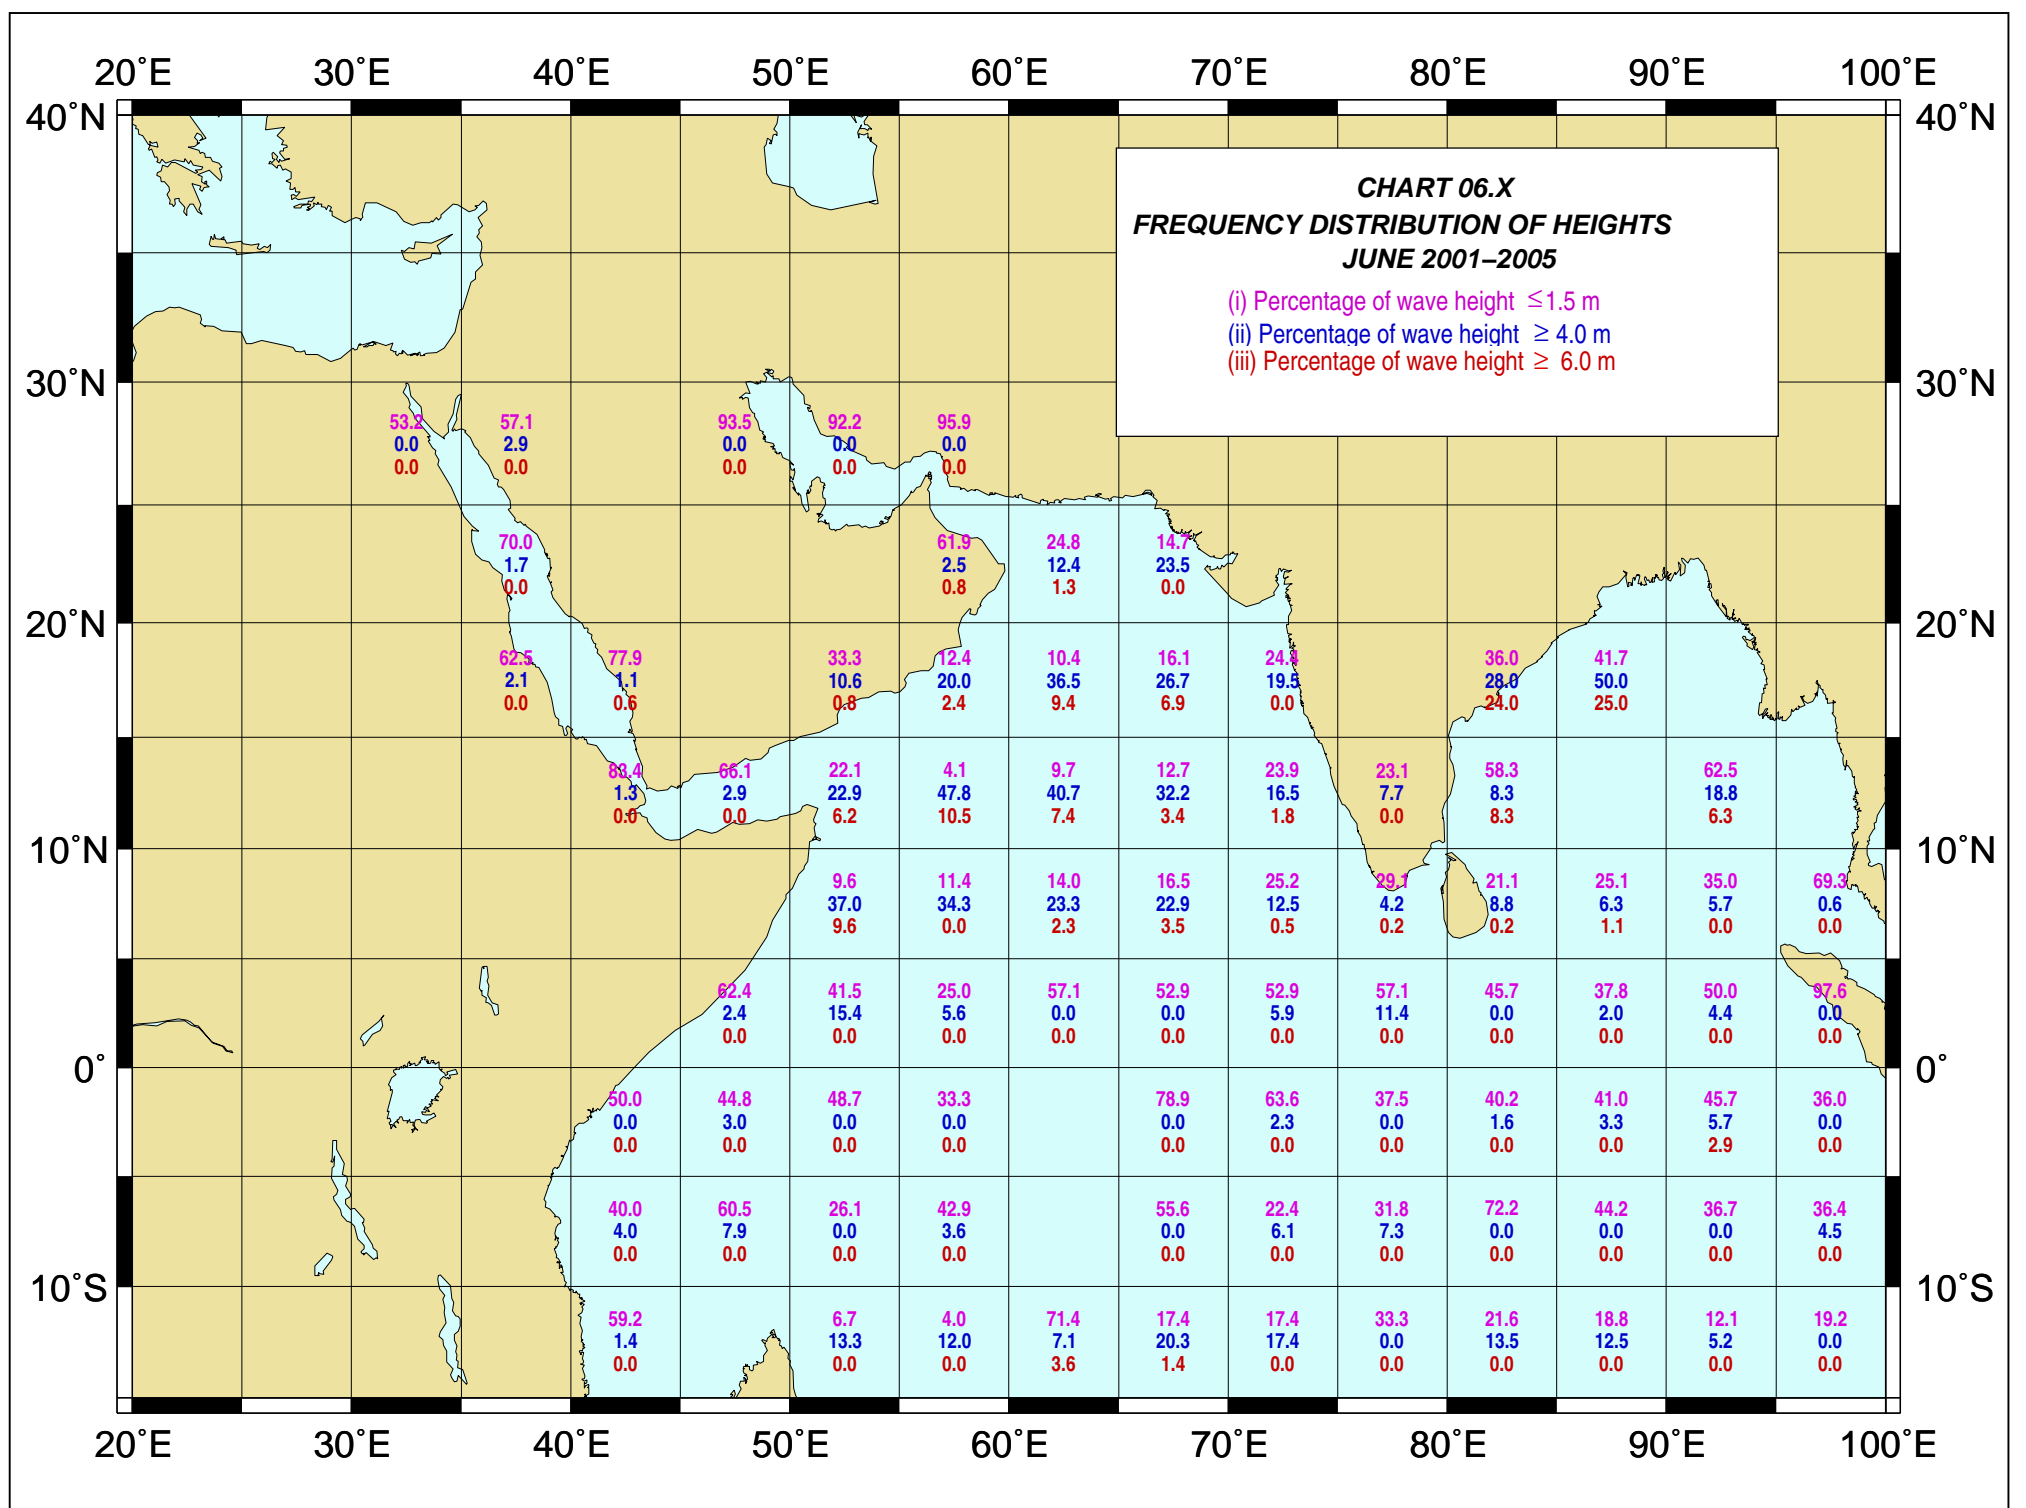 20°E 30°E 40°E 50°E 60°E 70°E 80°E 90°E 100°E
40°N 40°N
CHART 06.X
FREQUENCY DISTRIBUTION OF HEIGHTS
JUNE 2001–2005
(i) Percentage of wave height ≤1.5 m
(ii) Percentage of wave height ≥ 4.0 m
(iii) Percentage of wave height ≥ 6.0 m
30°N 30°N
53.2 57.1 93.5 92.2 95.9
0.0 2.9 0.0 0.0 0.0
0.0 0.0 0.0 0.0 0.0
70.0 61.9 24.8 14.7
1.7 2.5 12.4 23.5
0.0 0.8 1.3 0.0
20°N 20°N
62.5 77.9 33.3 12.4 10.4 16.1 24.4 36.0 41.7
2.1 1.1 10.6 20.0 36.5 26.7 19.5 28.0 50.0
0.0 0.6 0.8 2.4 9.4 6.9 0.0 24.0 25.0
83.4 66.1 22.1 4.1 9.7 12.7 23.9 23.1 58.3 62.5
1.3 2.9 22.9 47.8 40.7 32.2 16.5 7.7 8.3 18.8
0.0 0.0 6.2 10.5 7.4 3.4 1.8 0.0 8.3 6.3
10°N 10°N
9.6 11.4 14.0 16.5 25.2 29.1 21.1 25.1 35.0 69.3
37.0 34.3 23.3 22.9 12.5 4.2 8.8 6.3 5.7 0.6
9.6 0.0 2.3 3.5 0.5 0.2 0.2 1.1 0.0 0.0
62.4 41.5 25.0 57.1 52.9 52.9 57.1 45.7 37.8 50.0 97.6
2.4 15.4 5.6 0.0 0.0 5.9 11.4 0.0 2.0 4.4 0.0
0.0 0.0 0.0 0.0 0.0 0.0 0.0 0.0 0.0 0.0 0.0
0° 0°
50.0 44.8 48.7 33.3 78.9 63.6 37.5 40.2 41.0 45.7 36.0
0.0 3.0 0.0 0.0 0.0 2.3 0.0 1.6 3.3 5.7 0.0
0.0 0.0 0.0 0.0 0.0 0.0 0.0 0.0 0.0 2.9 0.0
40.0 60.5 26.1 42.9 55.6 22.4 31.8 72.2 44.2 36.7 36.4
4.0 7.9 0.0 3.6 0.0 6.1 7.3 0.0 0.0 0.0 4.5
0.0 0.0 0.0 0.0 0.0 0.0 0.0 0.0 0.0 0.0 0.0
10°S 10°S
59.2 6.7 4.0 71.4 17.4 17.4 33.3 21.6 18.8 12.1 19.2
1.4 13.3 12.0 7.1 20.3 17.4 0.0 13.5 12.5 5.2 0.0
0.0 0.0 0.0 3.6 1.4 0.0 0.0 0.0 0.0 0.0 0.0
20°E 30°E 40°E 50°E 60°E 70°E 80°E 90°E 100°E